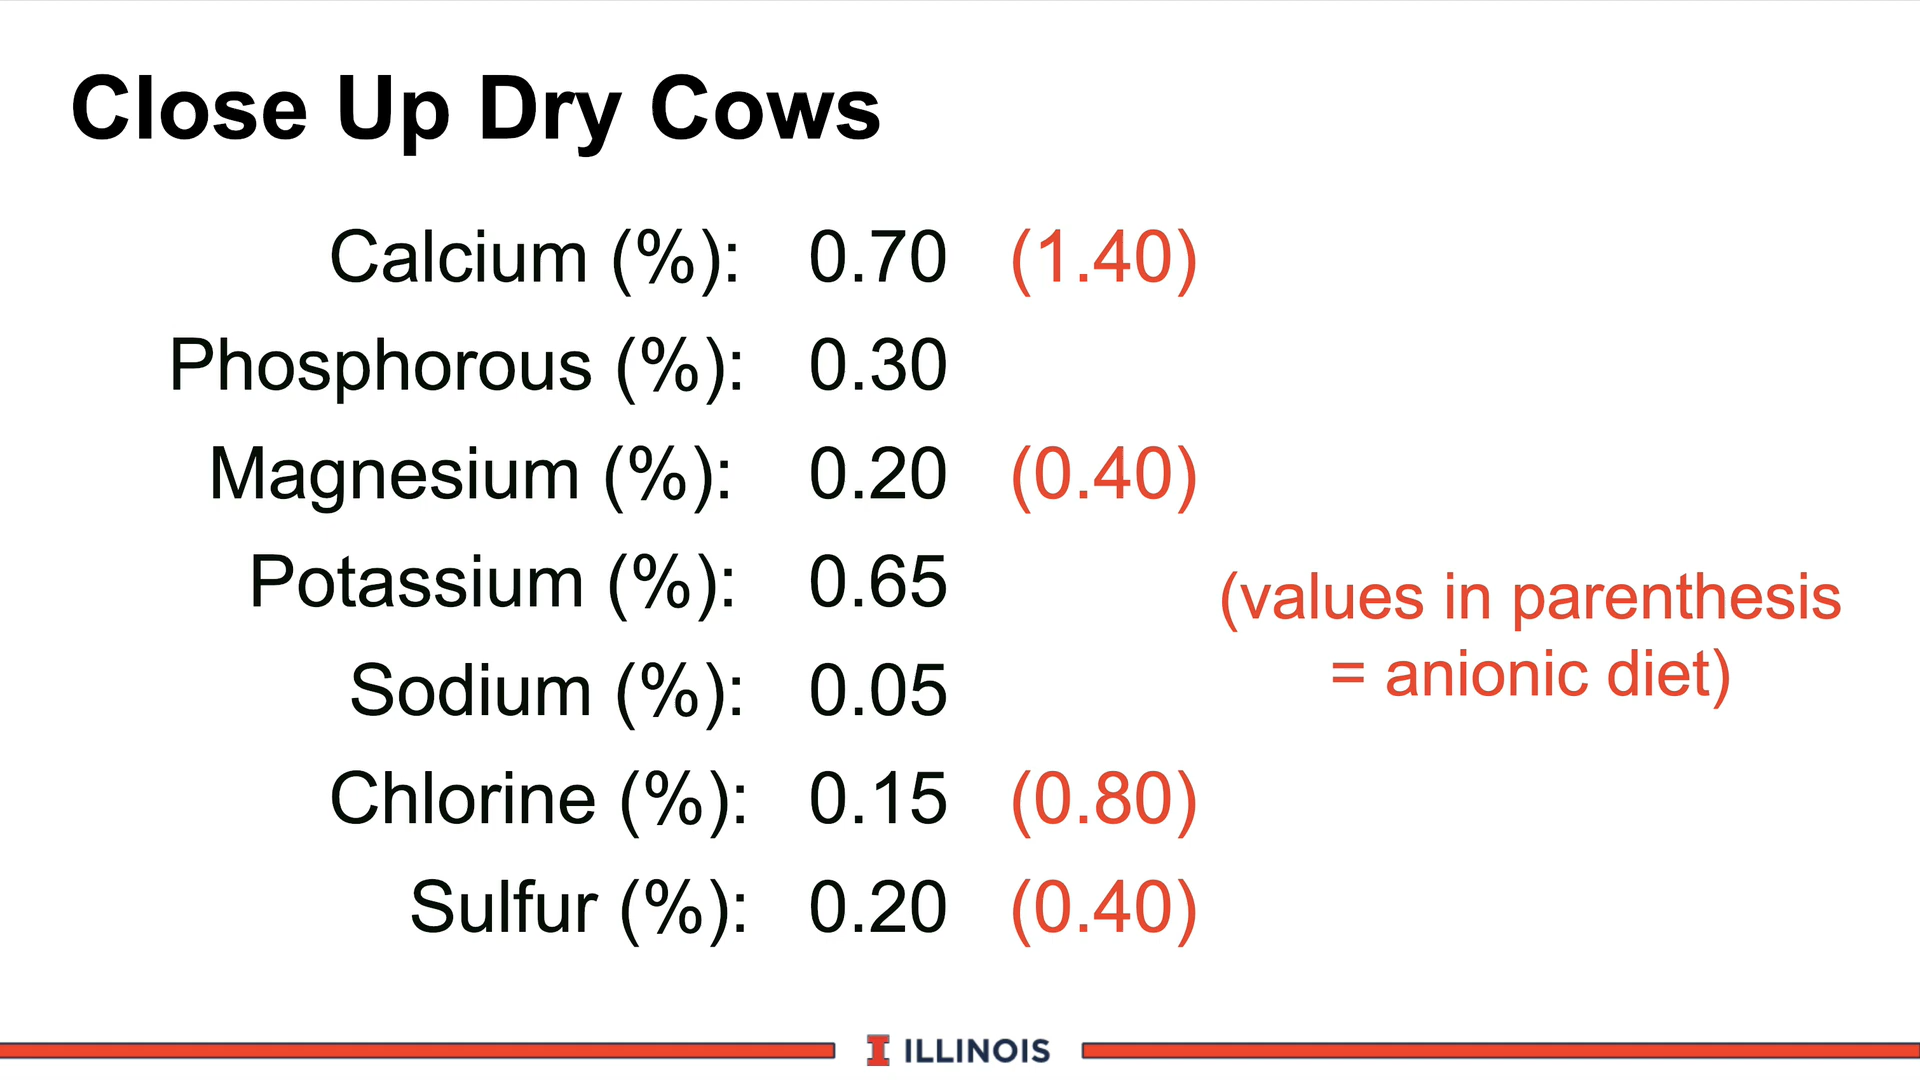 Close Up Dry Cows
Calcium (%): 0.70 (1.40)
Phosphorous (%): 0.30
Magnesium (%): 0.20 (0.40)
Potassium (%): 0.65
(values in parenthesis
= anionic diet)
Sodium (%): 0.05
Chlorine (%): 0.15 (0.80)
Sulfur (%): 0.20 (0.40)
I ILLINOIS